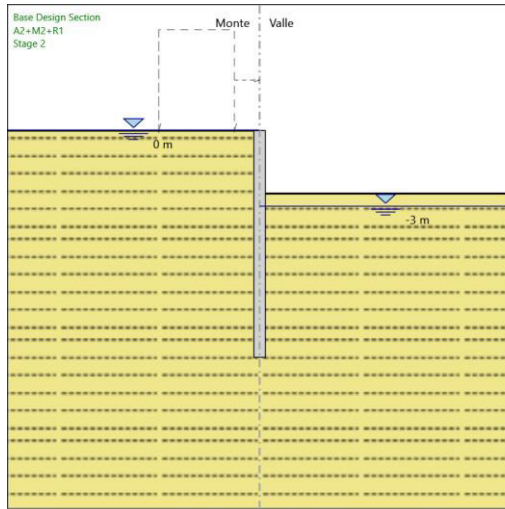 Base Design Section
A2+M2+R1
Stage 2
Monte
Valle
0 m
-3 m